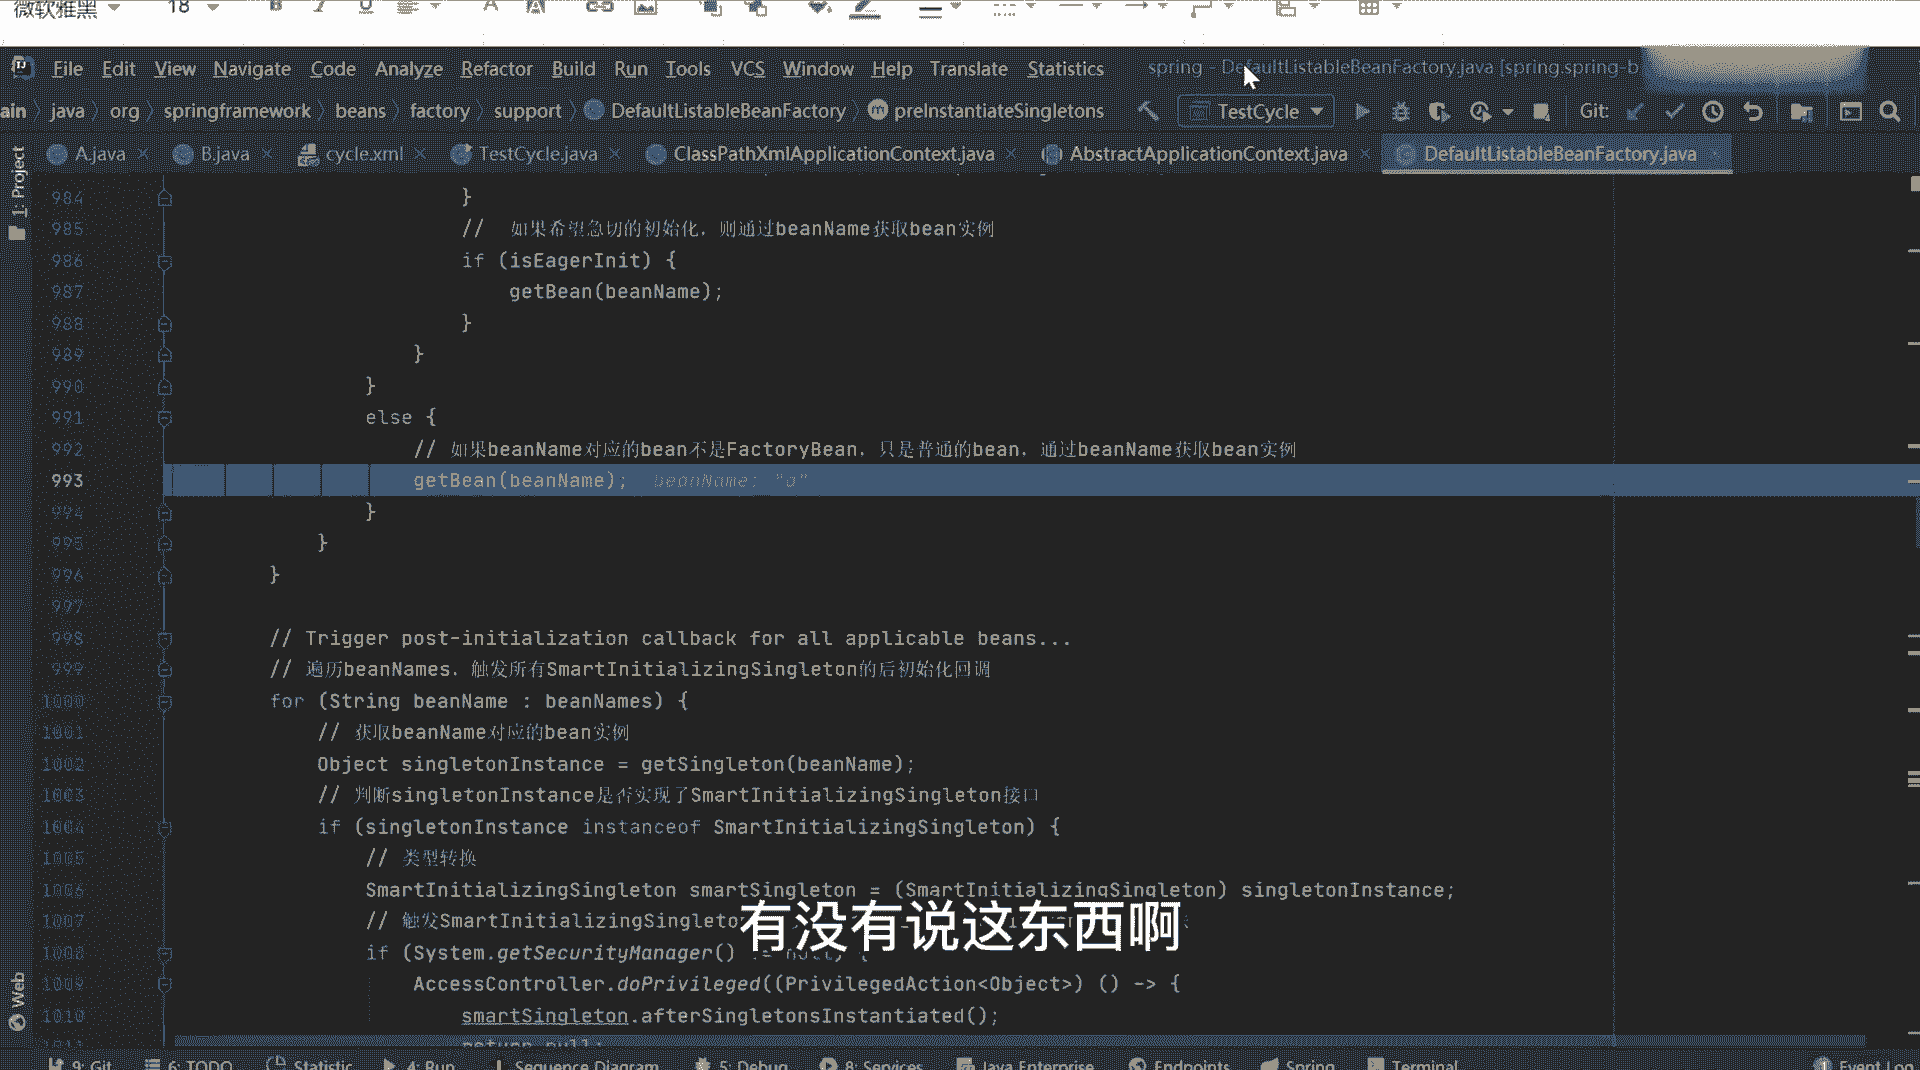 微软雅黑 18
File Edit View Navigate Code Analyze Refactor Build Run Tools VCS Window Help Translate Statistics spring - DefaultListableBeanFactory.java [spring.spring-b
ain java org springframework beans factory support DefaultListableBeanFactory preInstantiateSingletons TestCycle Git:
A.java B.java cycle.xml TestCycle.java ClassPathXmlApplicationContext.java AbstractApplicationContext.java DefaultListableBeanFactory.java
1: Project
984 }
985 // 如果希望急切的初始化，则通过beanName获取bean实例
986 if (isEagerInit) {
987 getBean(beanName);
988 }
989 }
990 }
991 else {
992 // 如果beanName对应的bean不是FactoryBean，只是普通的bean，通过beanName获取bean实例
993 getBean(beanName); beanName: "a"
994 }
995 }
996 }
997
998 // Trigger post-initialization callback for all applicable beans...
999 // 遍历beanNames，触发所有SmartInitializingSingleton的后初始化回调
1000 for (String beanName : beanNames) {
1001 // 获取beanName对应的bean实例
1002 Object singletonInstance = getSingleton(beanName);
1003 // 判断singletonInstance是否实现了SmartInitializingSingleton接口
1004 if (singletonInstance instanceof SmartInitializingSingleton) {
1005 // 类型转换
1006 SmartInitializingSingleton smartSingleton = (SmartInitializingSingleton) singletonInstance;
1007 // 触发SmartInitializingSingleto
有没有说这东西啊
1008 if (System.getSecurityManager() != null) {
1009 AccessController.doPrivileged((PrivilegedAction<Object>) () -> {
1010 smartSingleton.afterSingletonsInstantiated();
1011 return null;
Web
9: Git 6: TODO Statistic 4: Run Sequence Diagram 5: Debug 8: Services Java Enterprise Endpoints Spring Terminal 1 Event Log